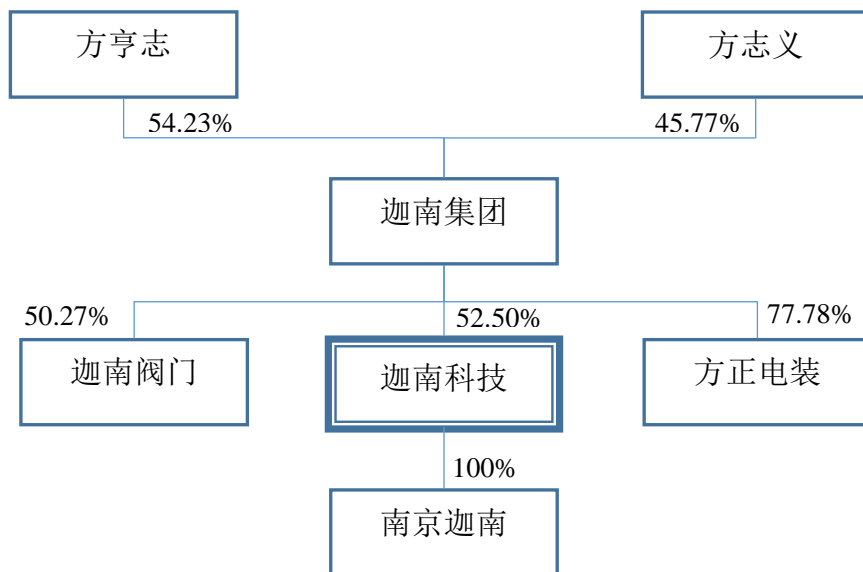 方亨志
方志义
54.23%
45.77%
迦南集团
50.27%
52.50%
77.78%
迦南阀门
迦南科技
方正电装
100%
南京迦南